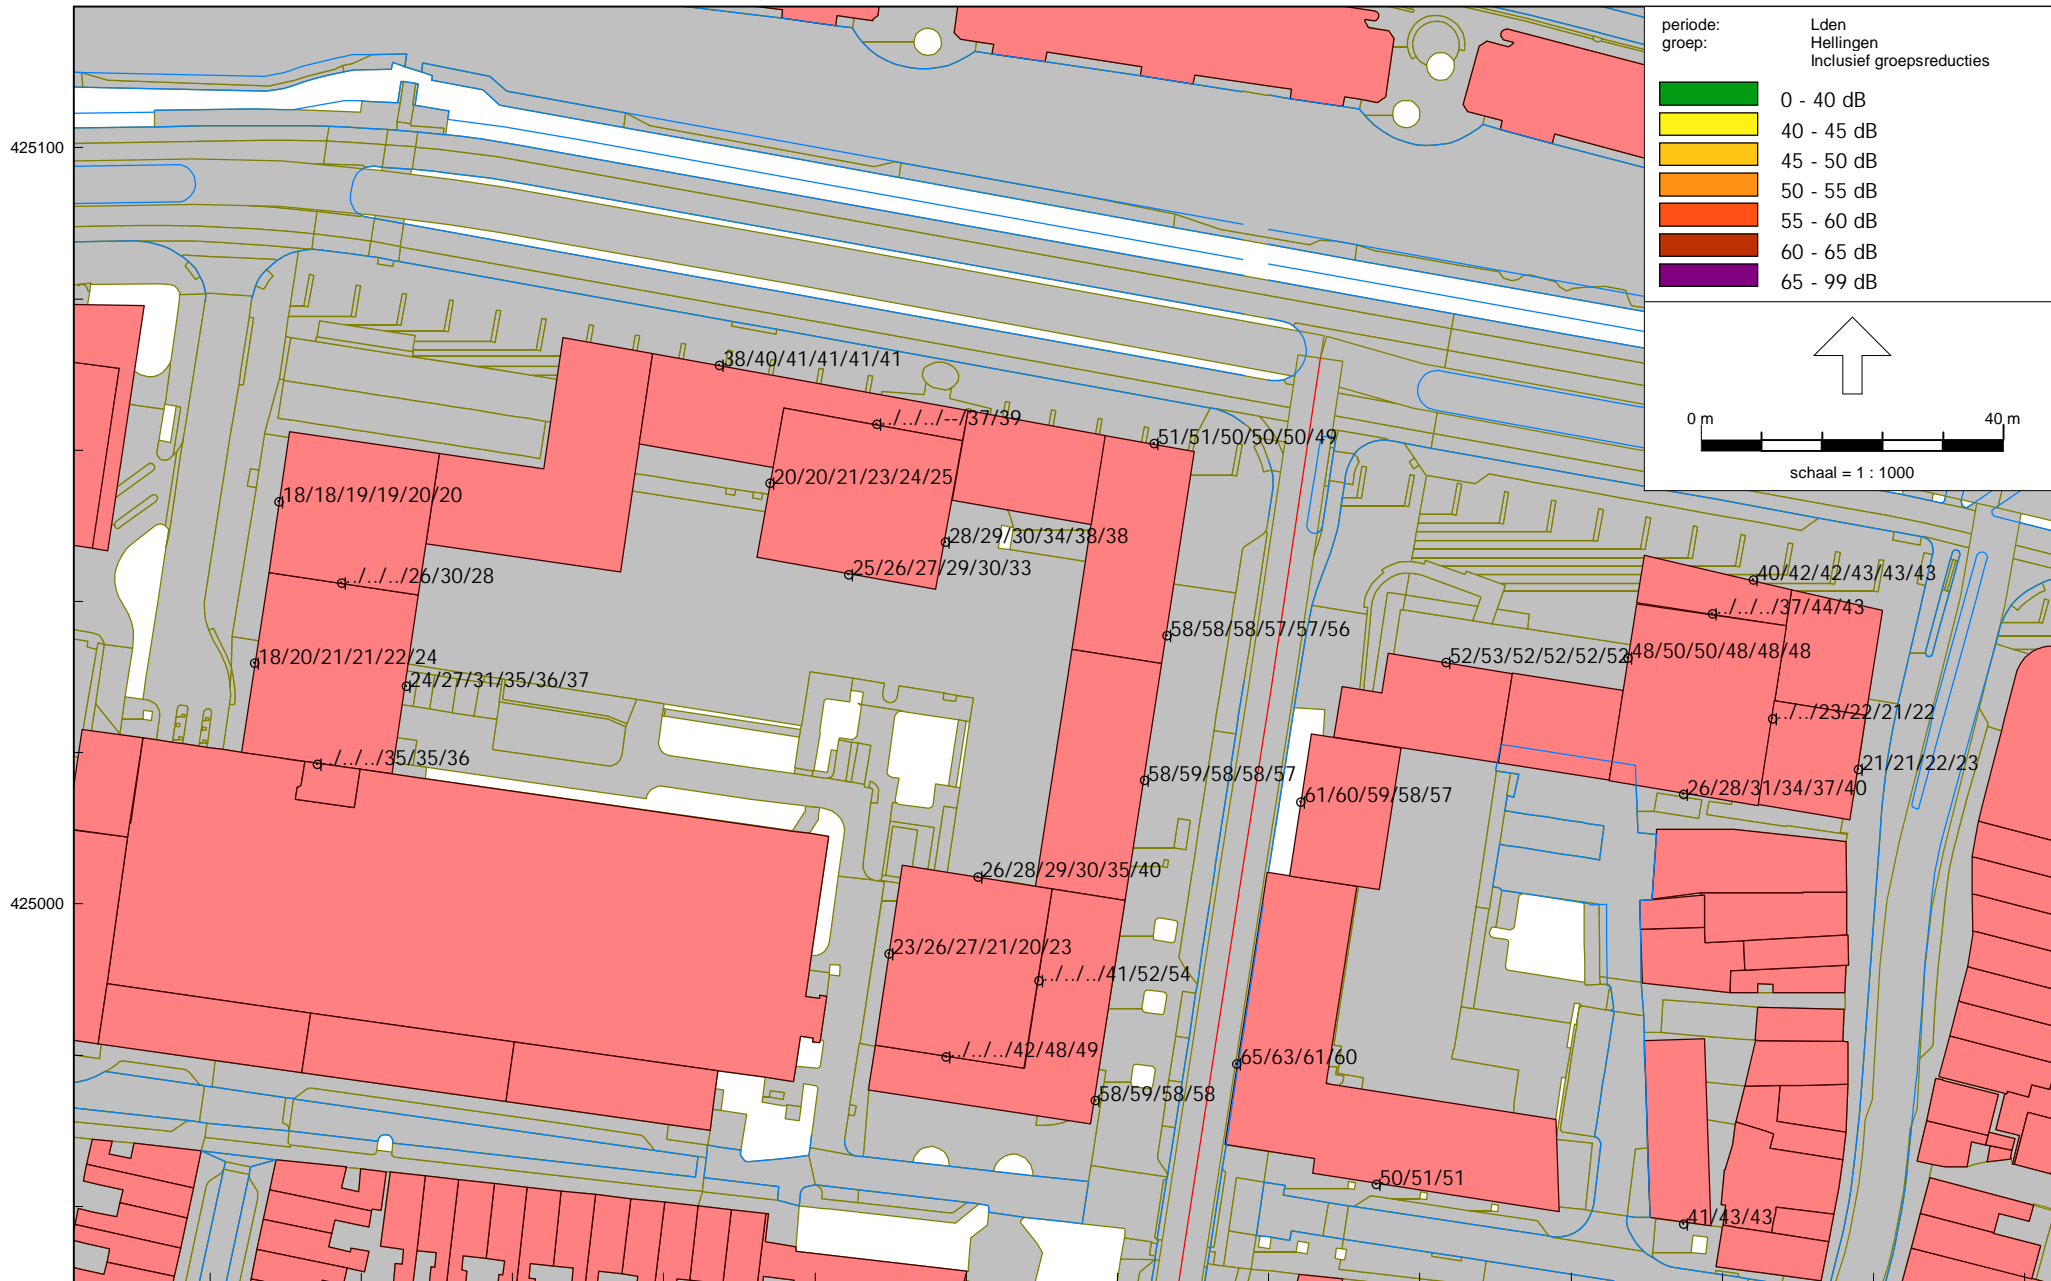 periode: Lden
groep: Hellingen
Inclusief groepsreducties
0 - 40 dB
40 - 45 dB
45 - 50 dB
50 - 55 dB
55 - 60 dB
60 - 65 dB
65 - 99 dB
0 m 40 m
schaal = 1 : 1000
425100
38/40/41/41/41/41
../../../--/37/39
51/51/50/50/50/49
20/20/21/23/24/25
18/18/19/19/20/20
28/29/30/34/38/38
25/26/27/29/30/33
../../../26/30/28
40/42/42/43/43/43
../../../37/44/43
58/58/58/57/57/56
18/20/21/21/22/24
52/53/52/52/52/52
48/50/50/48/48/48
24/27/31/35/36/37
../../23/22/21/22
../../../35/35/36
58/59/58/58/57
21/21/22/23
61/60/59/58/57
26/28/31/34/37/40
26/28/29/30/35/40
425000
23/26/27/21/20/23
../../../41/52/54
../../../42/48/49
65/63/61/60
58/59/58/58
50/51/51
41/43/43